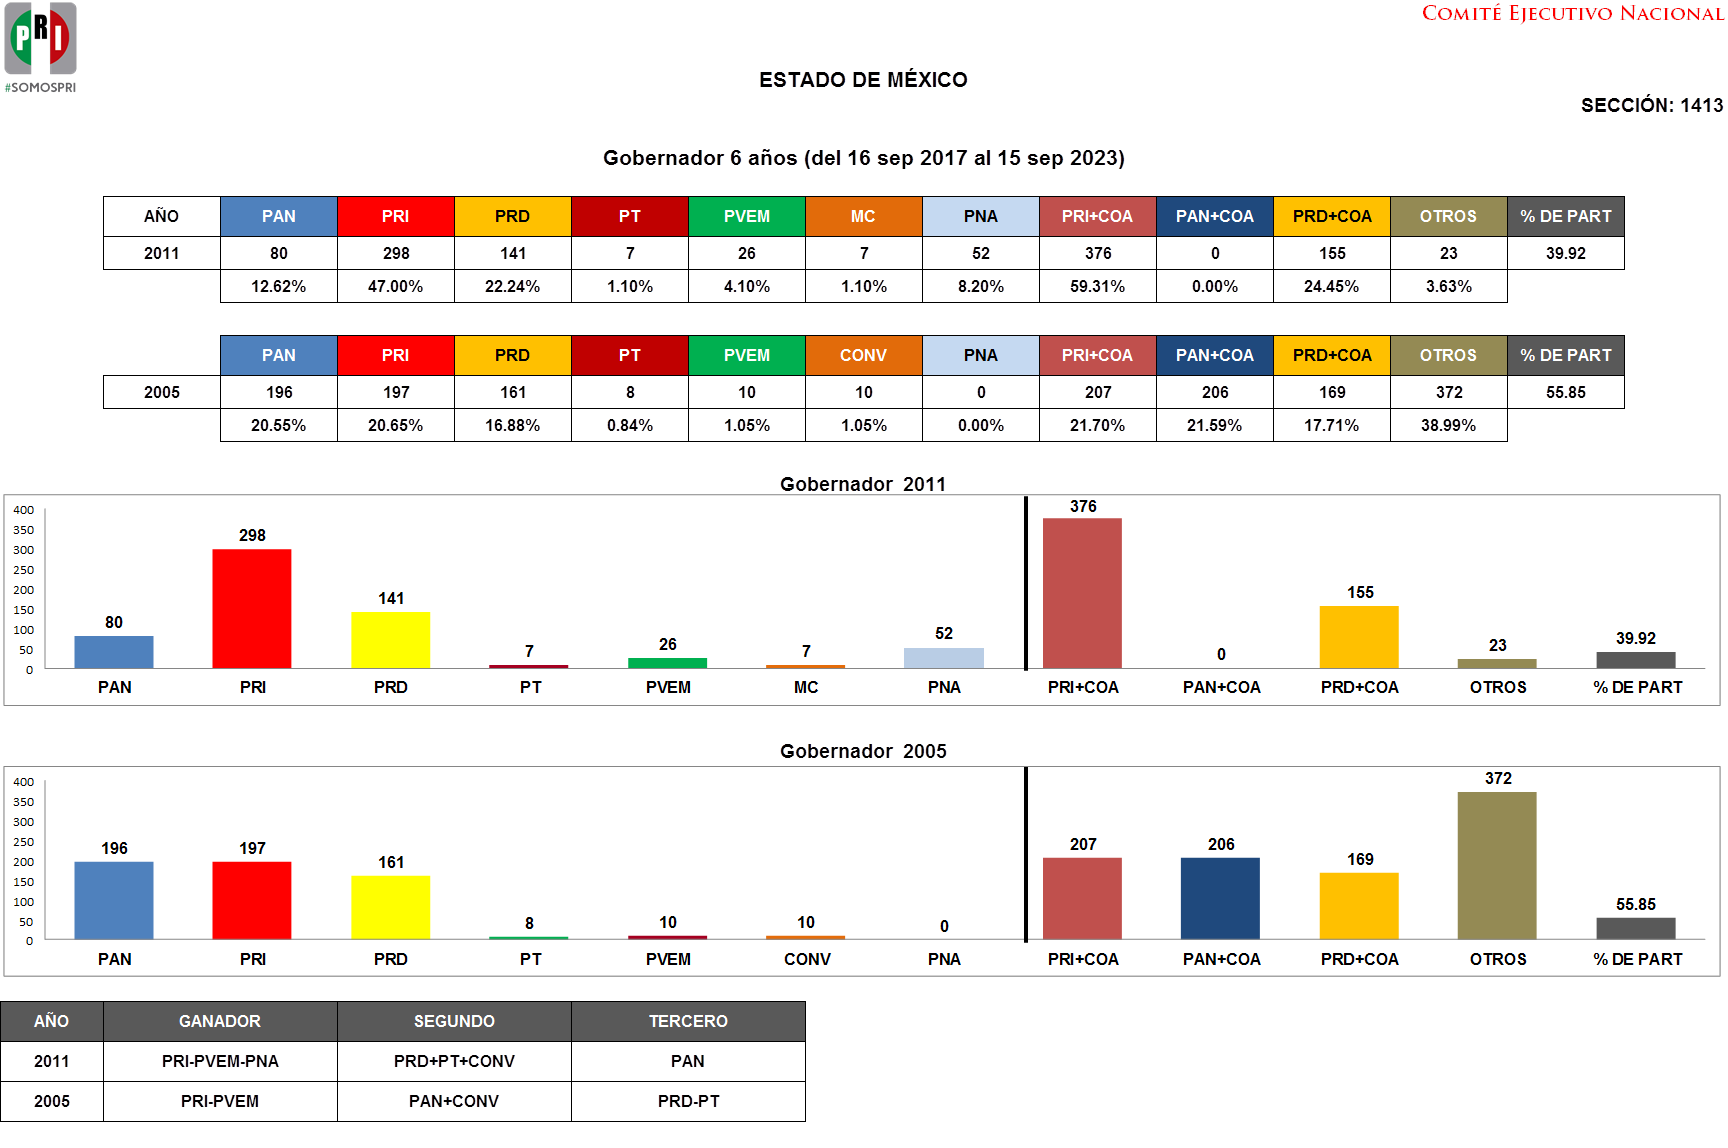 PRI
#SOMOSPRI
COMITÉ EJECUTIVO NACIONAL
ESTADO DE MÉXICO
SECCIÓN: 1413
Gobernador 6 años (del 16 sep 2017 al 15 sep 2023)
AÑO PAN PRI PRD PT PVEM MC PNA PRI+COA PAN+COA PRD+COA OTROS % DE PART
2011 80 298 141 7 26 7 52 376 0 155 23 39.92
12.62% 47.00% 22.24% 1.10% 4.10% 1.10% 8.20% 59.31% 0.00% 24.45% 3.63%
PAN PRI PRD PT PVEM CONV PNA PRI+COA PAN+COA PRD+COA OTROS % DE PART
2005 196 197 161 8 10 10 0 207 206 169 372 55.85
20.55% 20.65% 16.88% 0.84% 1.05% 1.05% 0.00% 21.70% 21.59% 17.71% 38.99%
Gobernador 2011
400
350
300
250
200
150
100
50
0
80 298 141 7 26 7 52 376 0 155 23 39.92
PAN PRI PRD PT PVEM MC PNA PRI+COA PAN+COA PRD+COA OTROS % DE PART
Gobernador 2005
400
350
300
250
200
150
100
50
0
196 197 161 8 10 10 0 207 206 169 372 55.85
PAN PRI PRD PT PVEM CONV PNA PRI+COA PAN+COA PRD+COA OTROS % DE PART
AÑO GANADOR SEGUNDO TERCERO
2011 PRI-PVEM-PNA PRD+PT+CONV PAN
2005 PRI-PVEM PAN+CONV PRD-PT